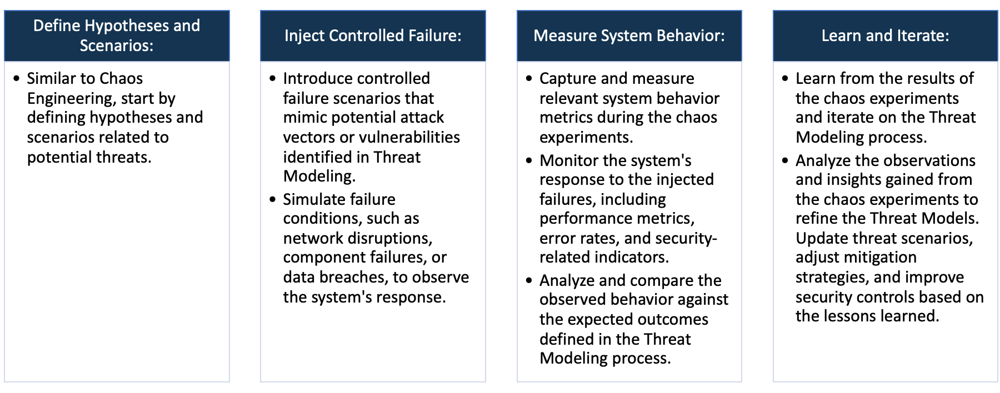 Define Hypotheses and
Scenarios:
• Similar to Chaos
Engineering, start by
defining hypotheses and
scenarios related to
potential threats.
Inject Controlled Failure:
• Introduce controlled
failure scenarios that
mimic potential attack
vectors or vulnerabilities
identified in Threat
Modeling.
• Simulate failure
conditions, such as
network disruptions,
component failures, or
data breaches, to observe
the system's response.
Measure System Behavior:
• Capture and measure
relevant system behavior
metrics during the chaos
experiments.
• Monitor the system's
response to the injected
failures, including
performance metrics,
error rates, and security-
related indicators.
• Analyze and compare the
observed behavior against
the expected outcomes
defined in the Threat
Modeling process.
Learn and Iterate:
• Learn from the results of
the chaos experiments
and iterate on the Threat
Modeling process.
• Analyze the observations
and insights gained from
the chaos experiments to
refine the Threat Models.
Update threat scenarios,
adjust mitigation
strategies, and improve
security controls based on
the lessons learned.